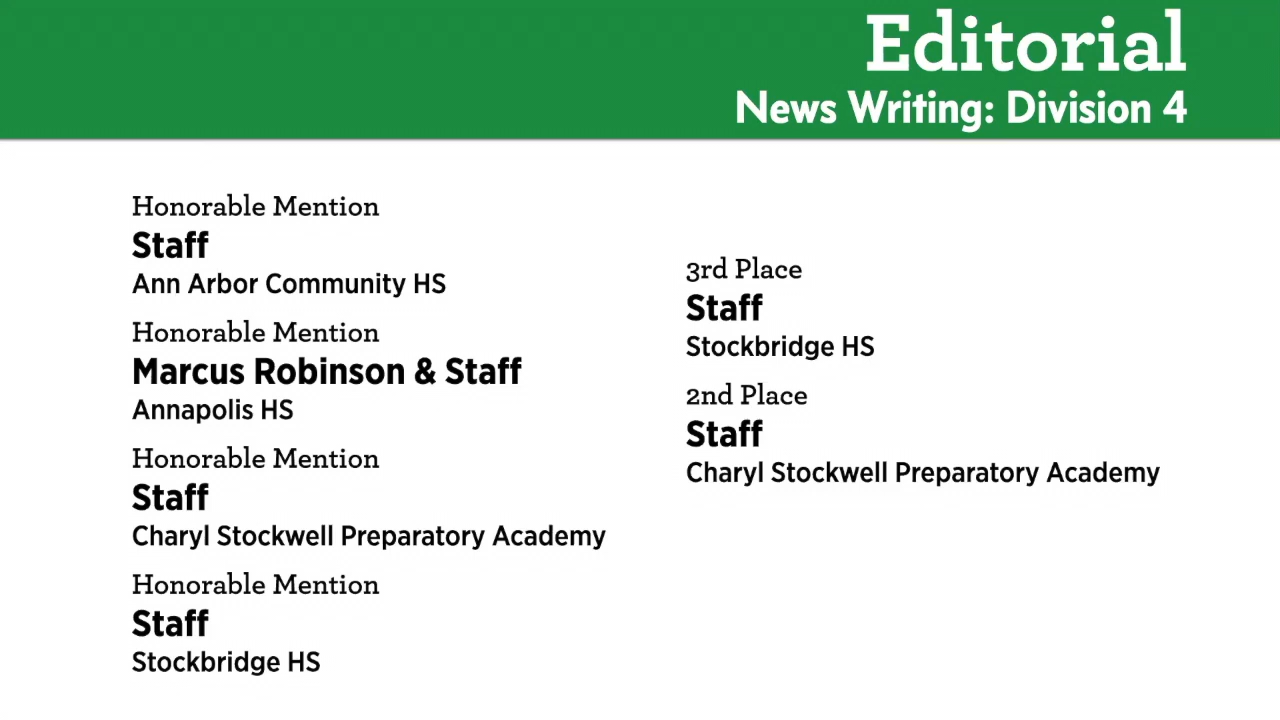 Editorial
News Writing: Division 4
Honorable Mention
Staff
Ann Arbor Community HS
Honorable Mention
Marcus Robinson & Staff
Annapolis HS
Honorable Mention
Staff
Charyl Stockwell Preparatory Academy
Honorable Mention
Staff
Stockbridge HS
3rd Place
Staff
Stockbridge HS
2nd Place
Staff
Charyl Stockwell Preparatory Academy